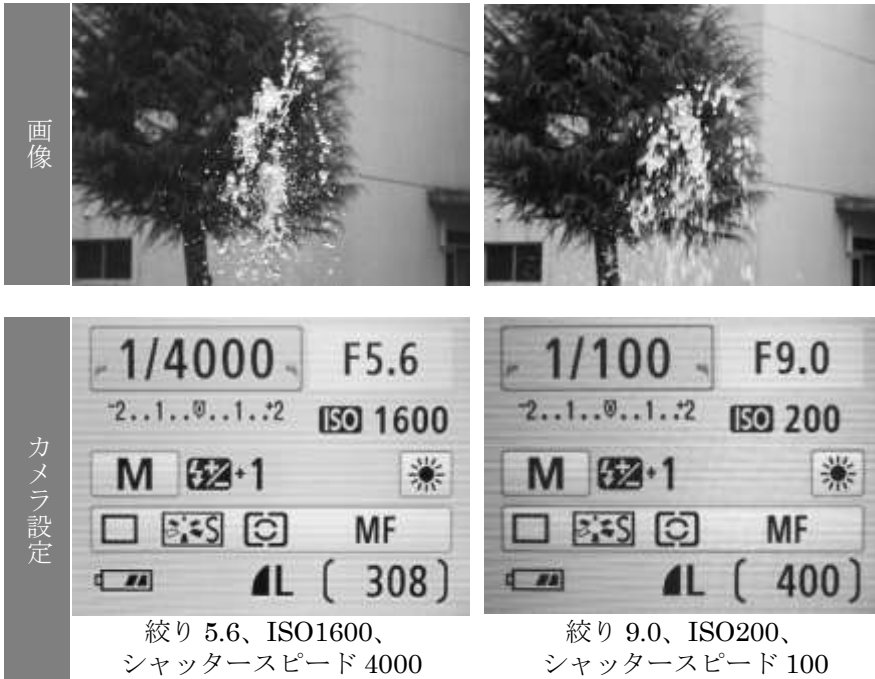 画像
カメラ設定
1/4000 F5.6
-2..1..0..1..+2 ISO 1600
M +1
S MF
L [ 308]
絞り 5.6、ISO1600、
シャッタースピード 4000
1/100 F9.0
-2..1..0..1..+2 ISO 200
M +1
S MF
L [ 400]
絞り 9.0、ISO200、
シャッタースピード 100